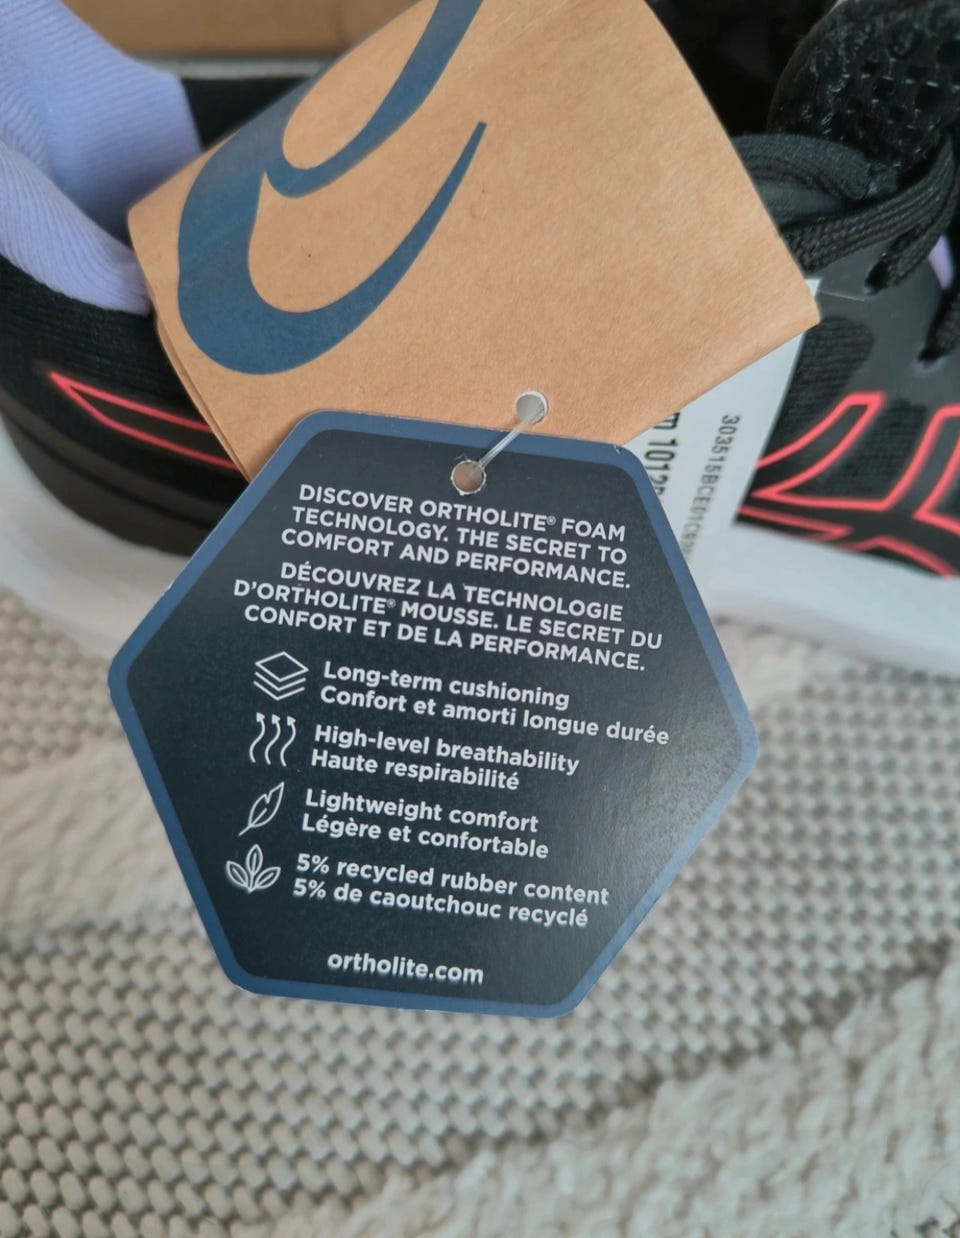 DISCOVER ORTHOLITE® FOAM
TECHNOLOGY. THE SECRET TO
COMFORT AND PERFORMANCE.
DÉCOUVREZ LA TECHNOLOGIE
D'ORTHOLITE® MOUSSE. LE SECRET DU
CONFORT ET DE LA PERFORMANCE.
Long-term cushioning
Confort et amorti longue durée
High-level breathability
Haute respirabilité
Lightweight comfort
Légère et confortable
5% recycled rubber content
5% de caoutchouc recyclé
ortholite.com